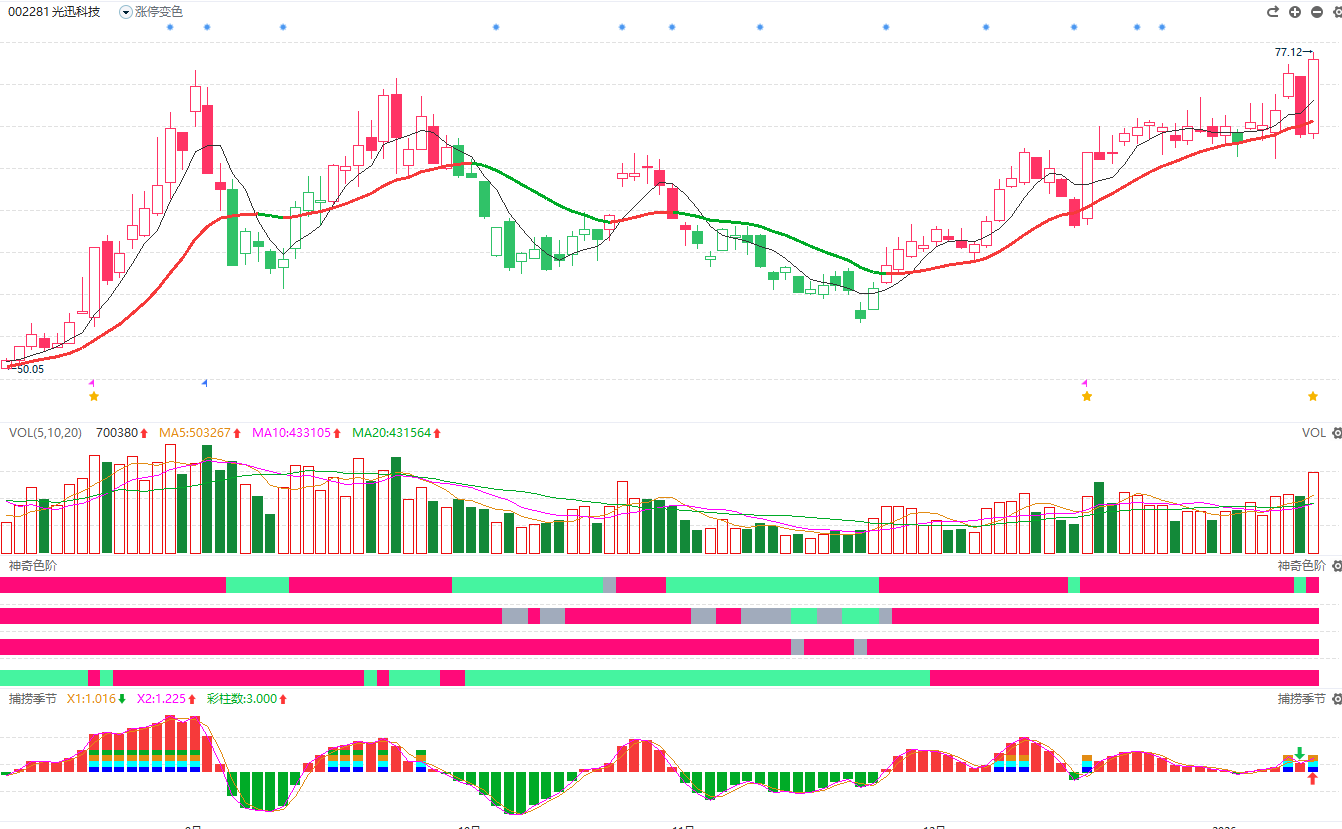 002281 光迅科技 涨停变色
77.12
50.05
VOL(5,10,20) 700380 MA5:503267 MA10:433105 MA20:431564 VOL
神奇色阶 神奇色阶
捕捞季节 X1:1.016 X2:1.225 彩柱数:3.000 捕捞季节